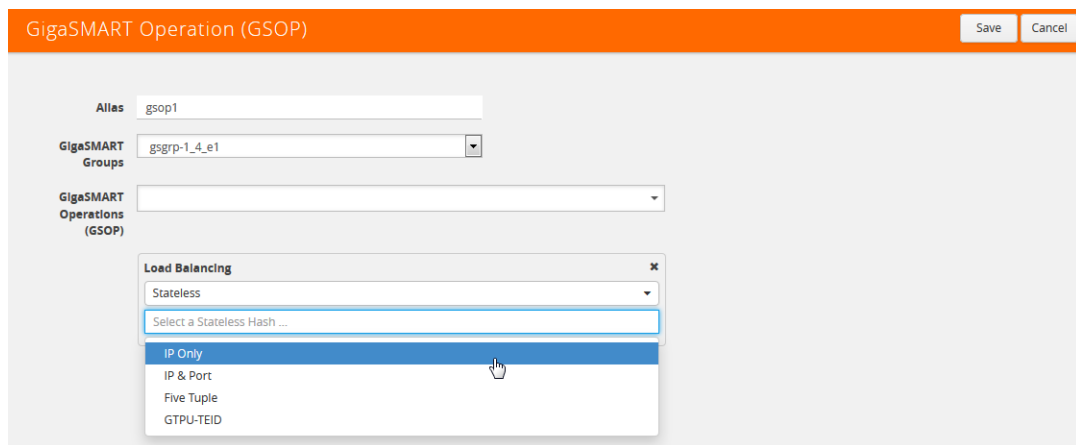 GigaSMART Operation (GSOP)
Save
Cancel
Alias
gsop1
GigaSMART
Groups
gsgrp-1_4_e1
GigaSMART
Operations
(GSOP)
Load Balancing
Stateless
Select a Stateless Hash ...
IP Only
IP & Port
Five Tuple
GTPU-TEID